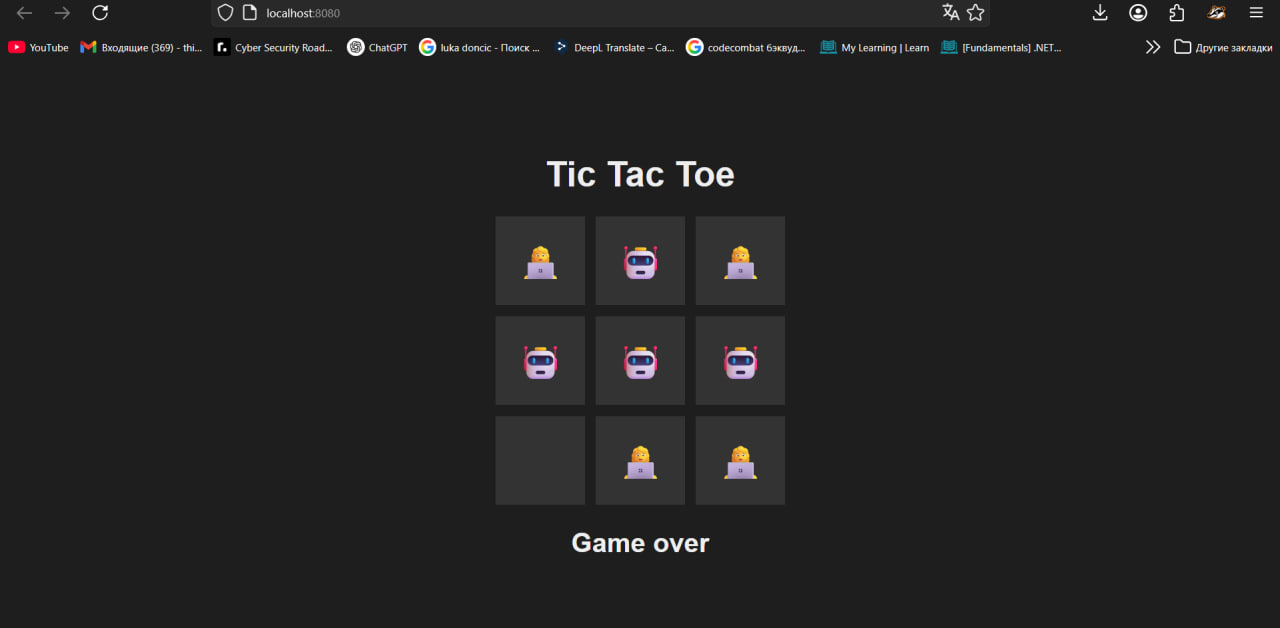 localhost:8080
YouTube Входящие (369) - thi... Cyber Security Road... ChatGPT luka doncic - Поиск ... DeepL Translate – Ca... codecombat бэквуд... My Learning | Learn [Fundamentals] .NET... Другие закладки
Tic Tac Toe
Game over